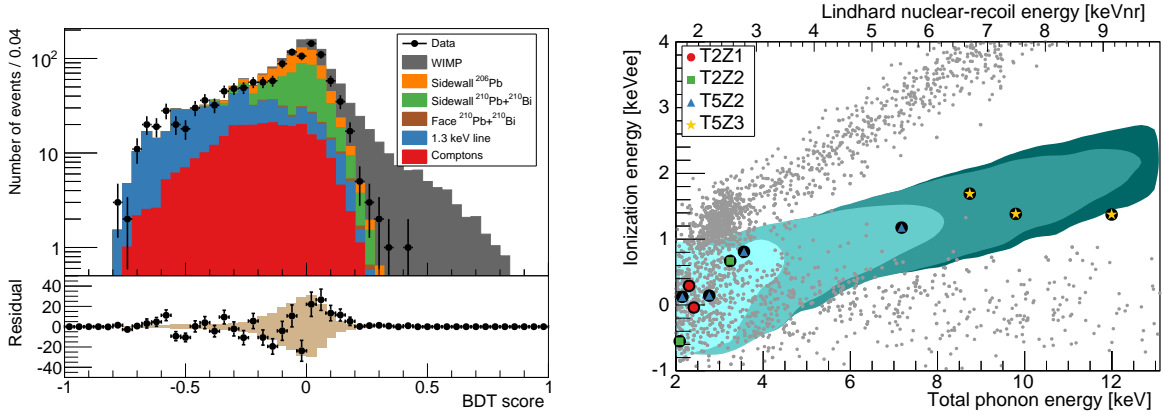 Number of events / 0.04
10²
10
1
Data
WIMP
Sidewall ²⁰⁶Pb
Sidewall ²¹⁰Pb+²¹⁰Bi
Face ²¹⁰Pb+²¹⁰Bi
1.3 keV line
Comptons
Residual
40
20
0
-20
-40
-1 -0.5 0 0.5 1
BDT score
Lindhard nuclear-recoil energy [keVnr]
2 3 4 5 6 7 8 9
Ionization energy [keVee]
4
3
2
1
0
-1
T2Z1
T2Z2
T5Z2
T5Z3
2 4 6 8 10 12
Total phonon energy [keV]